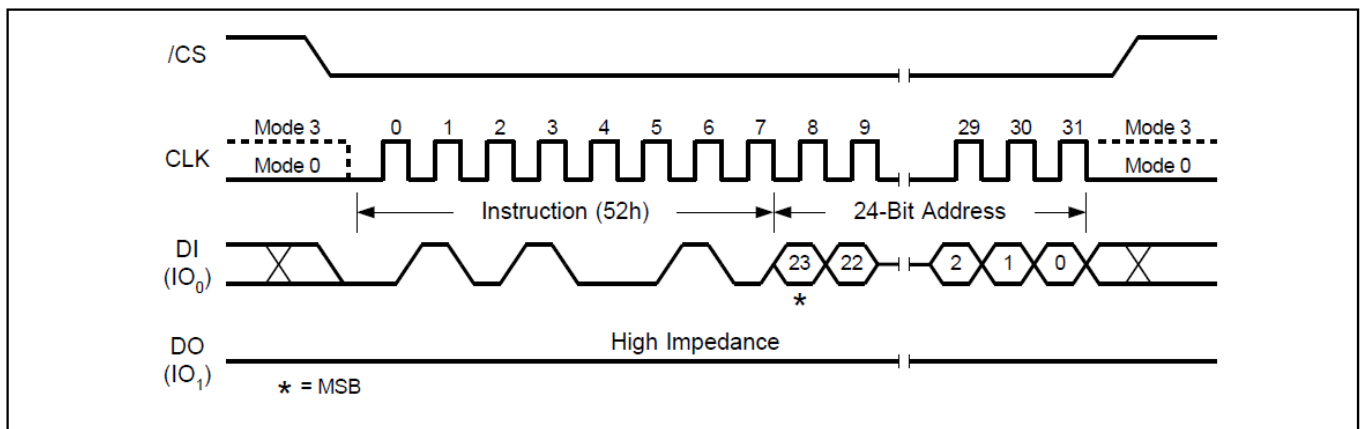 /CS
Mode 3 0 1 2 3 4 5 6 7 8 9 29 30 31 Mode 3
CLK
Mode 0 Mode 0
Instruction (52h) 24-Bit Address
DI
(IO₀)
23 22 2 1 0
*
High Impedance
DO
(IO₁)
* = MSB